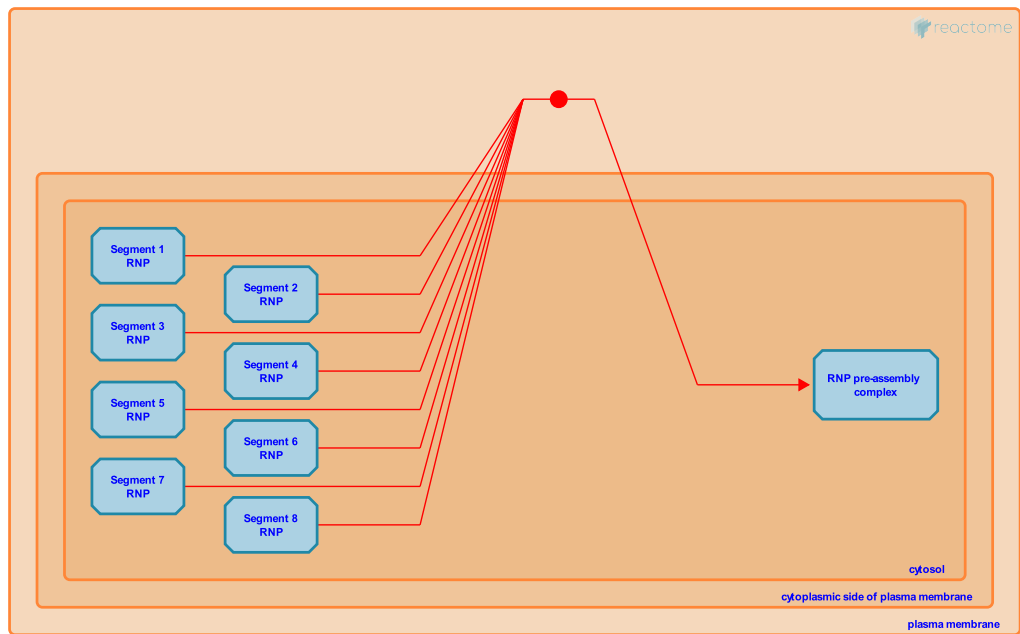 reactome
Segment 1
RNP
Segment 2
RNP
Segment 3
RNP
Segment 4
RNP
RNP pre-assembly
complex
Segment 5
RNP
Segment 6
RNP
Segment 7
RNP
Segment 8
RNP
cytosol
cytoplasmic side of plasma membrane
plasma membrane